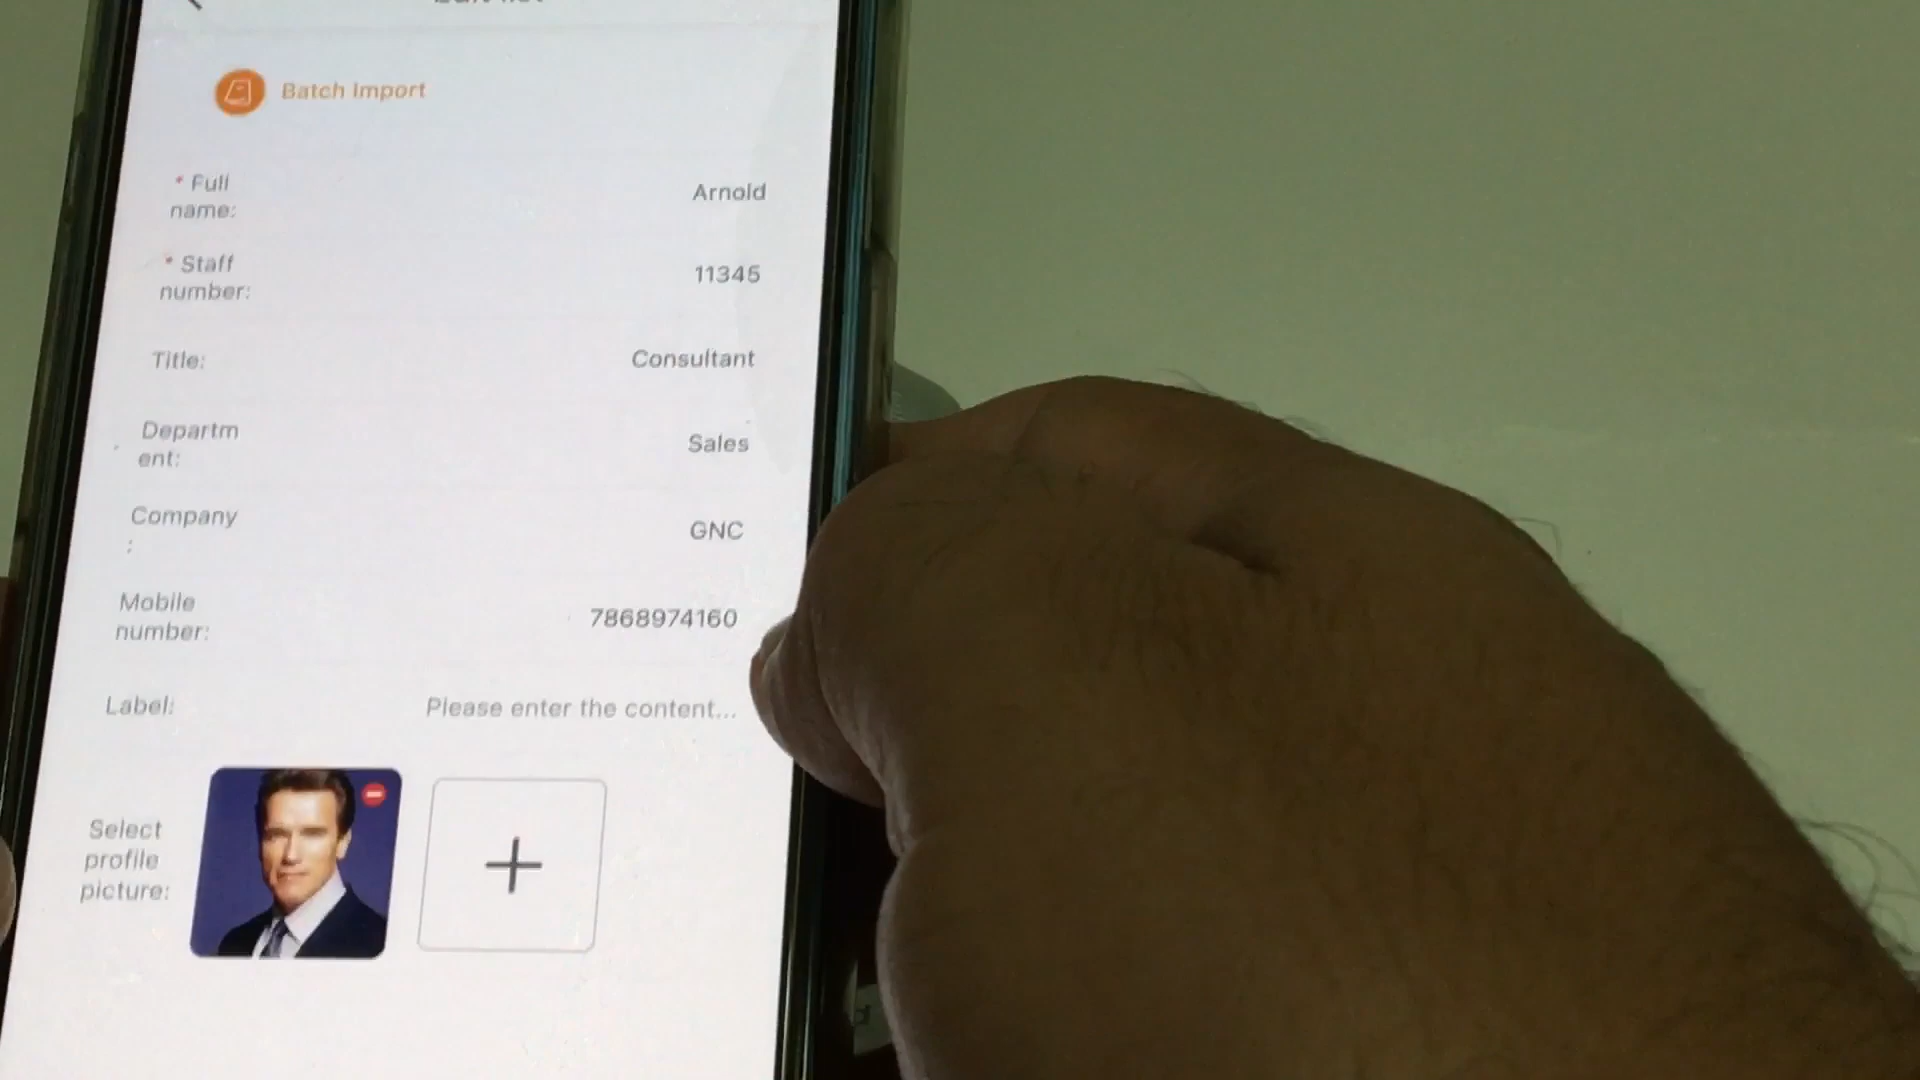 Batch Import
* Full name: Arnold
* Staff number: 11345
Title: Consultant
Departm
ent: Sales
Company
: GNC
Mobile number: 7868974160
Label: Please enter the content...
Select
profile
picture: